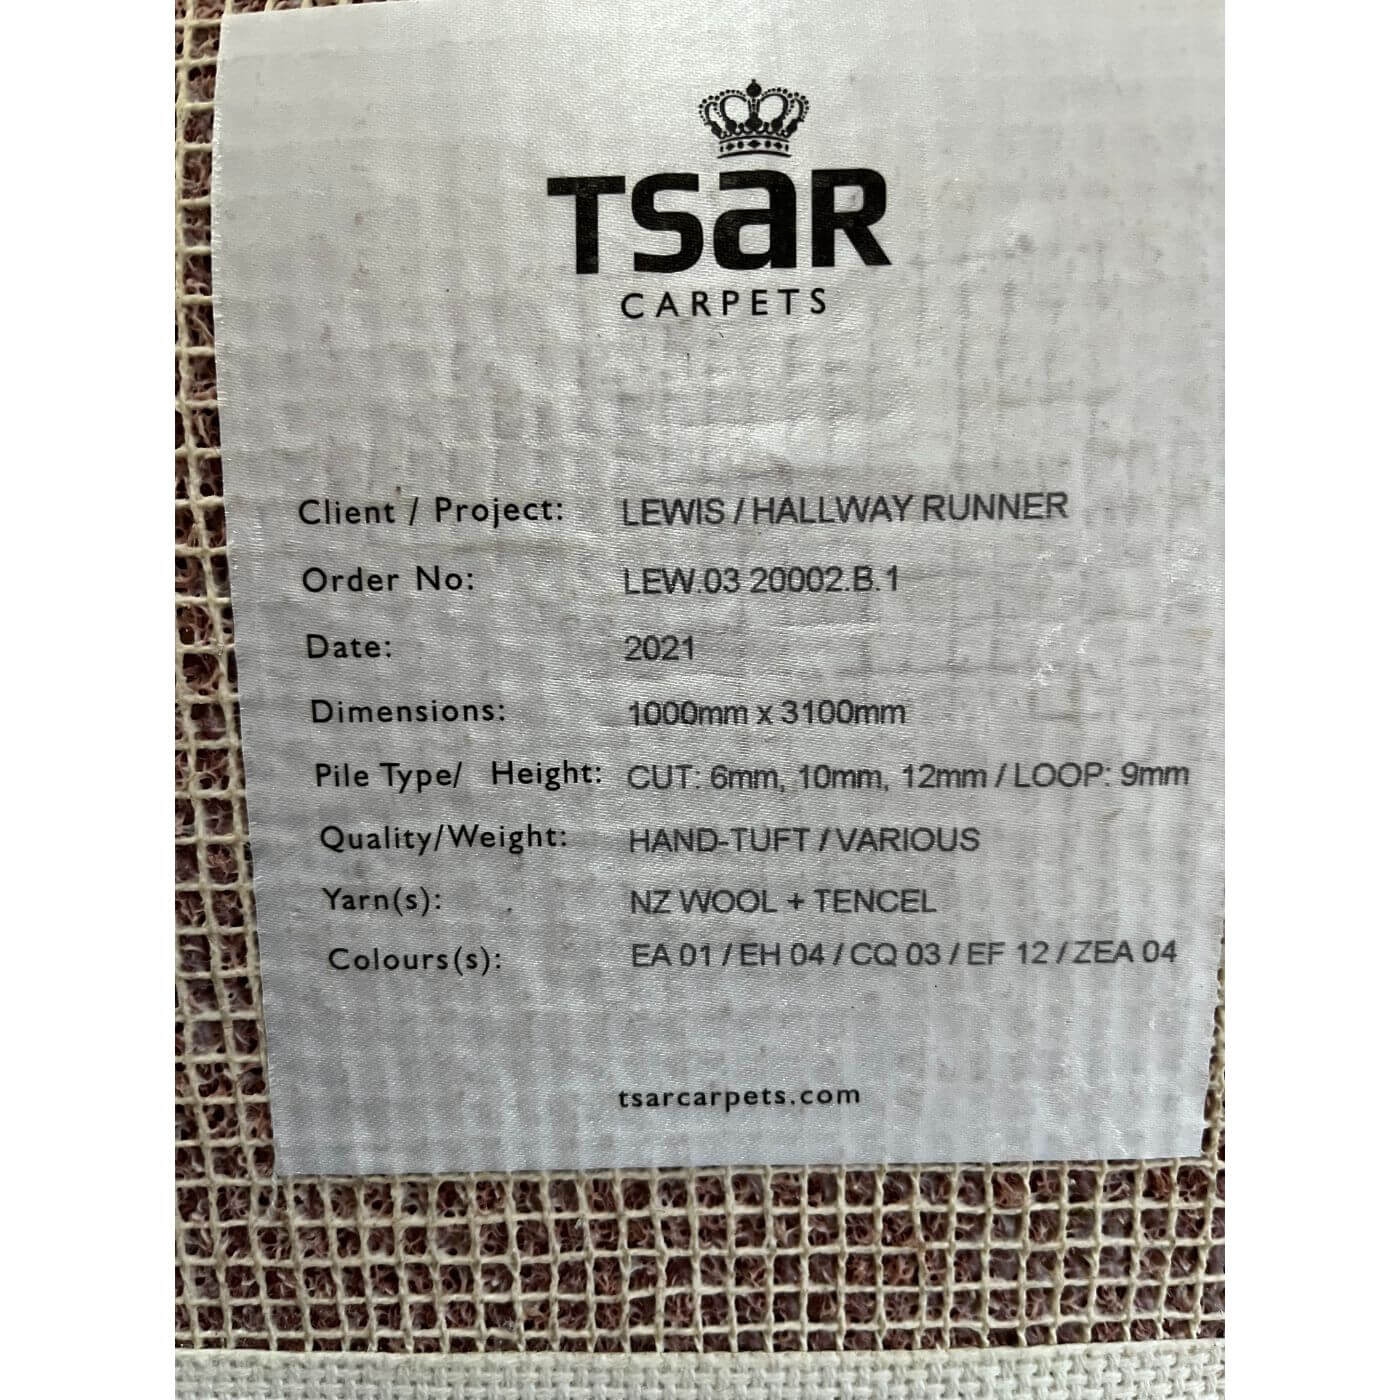 TSaR
CARPETS
Client / Project: LEWIS / HALLWAY RUNNER
Order No: LEW.03 20002.B.1
Date: 2021
Dimensions: 1000mm x 3100mm
Pile Type/ Height: CUT: 6mm, 10mm, 12mm / LOOP: 9mm
Quality/Weight: HAND-TUFT / VARIOUS
Yarn(s): NZ WOOL + TENCEL
Colours(s): EA 01 / EH 04 / CQ 03 / EF 12 / ZEA 04
tsarcarpets.com